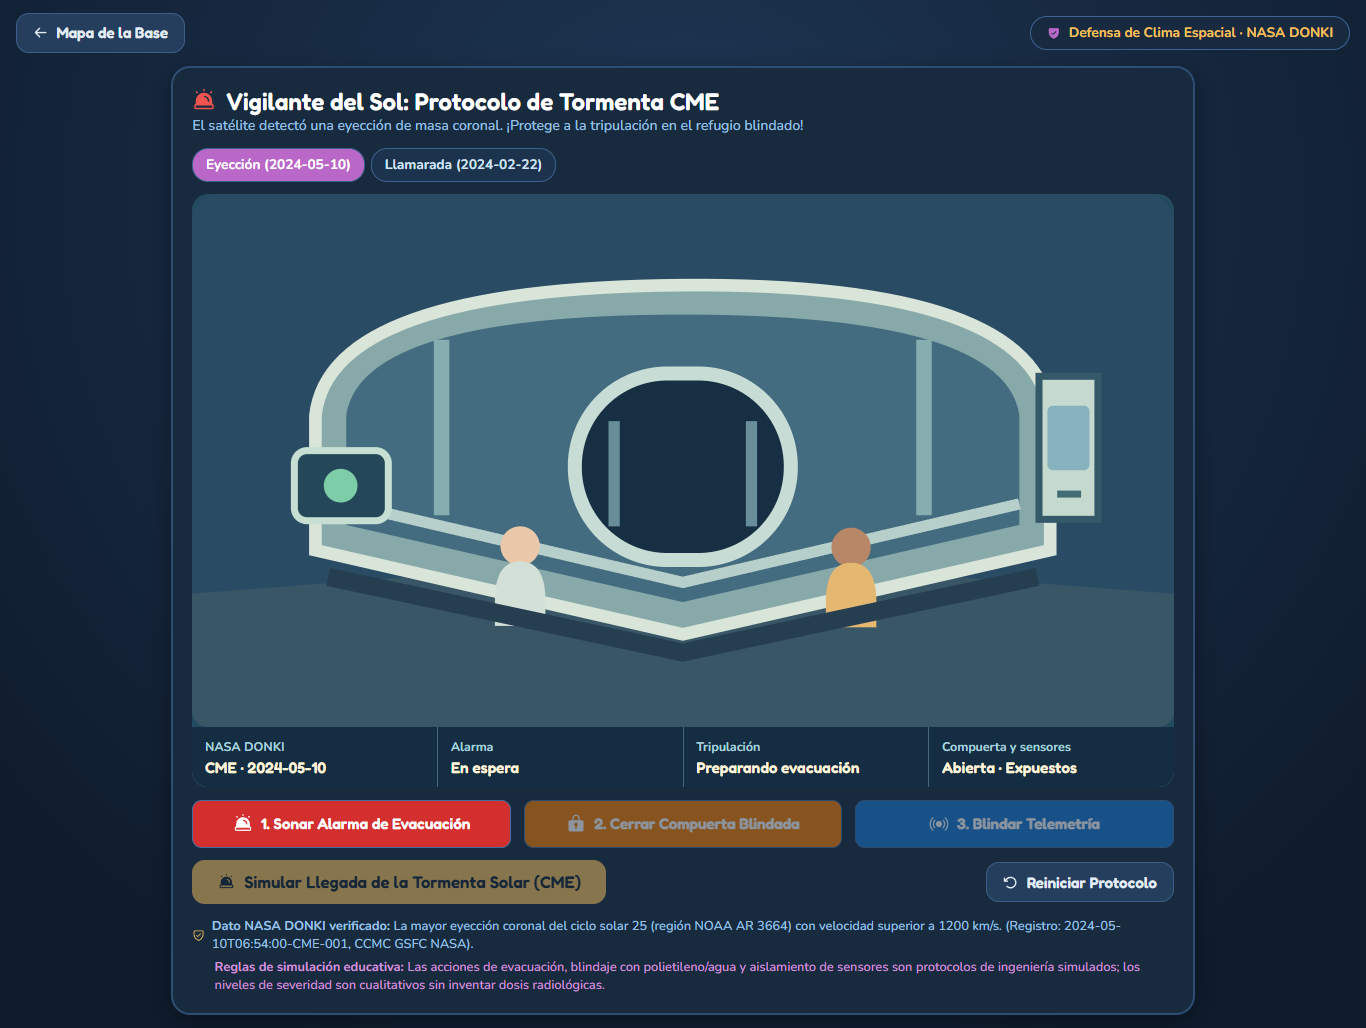 Mapa de la Base
Defensa de Clima Espacial · NASA DONKI
Vigilante del Sol: Protocolo de Tormenta CME
El satélite detectó una eyección de masa coronal. ¡Protege a la tripulación en el refugio blindado!
Eyección (2024-05-10)
Llamarada (2024-02-22)
NASA DONKI
CME · 2024-05-10
Alarma
En espera
Tripulación
Preparando evacuación
Compuerta y sensores
Abierta · Expuestos
1. Sonar Alarma de Evacuación
2. Cerrar Compuerta Blindada
3. Blindar Telemetría
Simular Llegada de la Tormenta Solar (CME)
Reiniciar Protocolo
Dato NASA DONKI verificado: La mayor eyección coronal del ciclo solar 25 (región NOAA AR 3664) con velocidad superior a 1200 km/s. (Registro: 2024-05-
10T06:54:00-CME-001, CCMC GSFC NASA).
Reglas de simulación educativa: Las acciones de evacuación, blindaje con polietileno/agua y aislamiento de sensores son protocolos de ingeniería simulados; los
niveles de severidad son cualitativos sin inventar dosis radiológicas.